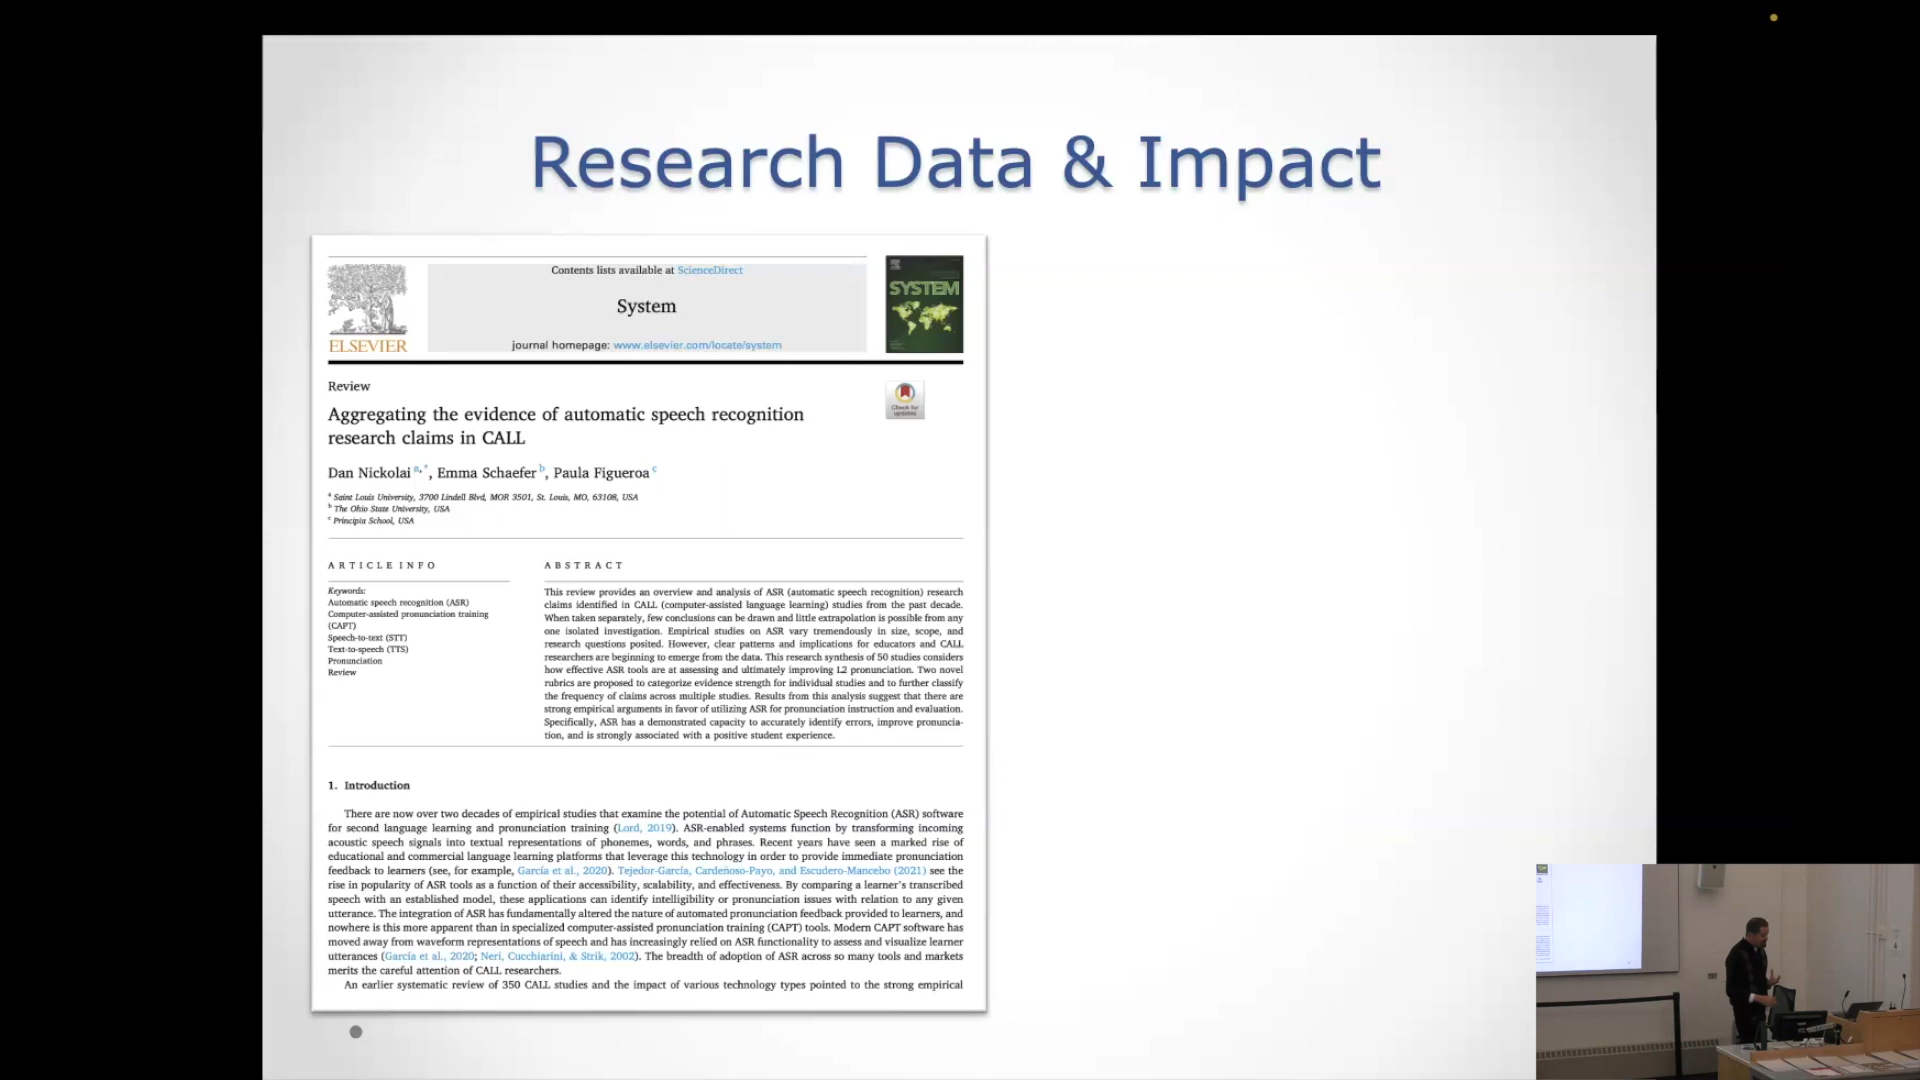 Research Data & Impact
Contents lists available at ScienceDirect
System
journal homepage: www.elsevier.com/locate/system
ELSEVIER
SYSTEM
Review
Check for
updates
Aggregating the evidence of automatic speech recognition
research claims in CALL
Dan Nickolai a,*, Emma Schaefer b, Paula Figueroa c
a Saint Louis University, 3700 Lindell Blvd, MOR 3501, St. Louis, MO, 63108, USA
b The Ohio State University, USA
c Principia School, USA
ARTICLE INFO
Keywords:
Automatic speech recognition (ASR)
Computer-assisted pronunciation training
(CAPT)
Speech-to-text (STT)
Text-to-speech (TTS)
Pronunciation
Review
ABSTRACT
This review provides an overview and analysis of ASR (automatic speech recognition) research
claims identified in CALL (computer-assisted language learning) studies from the past decade.
When taken separately, few conclusions can be drawn and little extrapolation is possible from any
one isolated investigation. Empirical studies on ASR vary tremendously in size, scope, and
research questions posited. However, clear patterns and implications for educators and CALL
researchers are beginning to emerge from the data. This research synthesis of 50 studies considers
how effective ASR tools are at assessing and ultimately improving L2 pronunciation. Two novel
rubrics are proposed to categorize evidence strength for individual studies and to further classify
the frequency of claims across multiple studies. Results from this analysis suggest that there are
strong empirical arguments in favor of utilizing ASR for pronunciation instruction and evaluation.
Specifically, ASR has a demonstrated capacity to accurately identify errors, improve pronuncia-
tion, and is strongly associated with a positive student experience.
1. Introduction
There are now over two decades of empirical studies that examine the potential of Automatic Speech Recognition (ASR) software
for second language learning and pronunciation training (Lord, 2019). ASR-enabled systems function by transforming incoming
acoustic speech signals into textual representations of phonemes, words, and phrases. Recent years have seen a marked rise of
educational and commercial language learning platforms that leverage this technology in order to provide immediate pronunciation
feedback to learners (see, for example, García et al., 2020). Tejedor-García, Cardeñoso-Payo, and Escudero-Mancebo (2021) see the
rise in popularity of ASR tools as a function of their accessibility, scalability, and effectiveness. By comparing a learner's transcribed
speech with an established model, these applications can identify intelligibility or pronunciation issues with relation to any given
utterance. The integration of ASR has fundamentally altered the nature of automated pronunciation feedback provided to learners, and
nowhere is this more apparent than in specialized computer-assisted pronunciation training (CAPT) tools. Modern CAPT software has
moved away from waveform representations of speech and has increasingly relied on ASR functionality to assess and visualize learner
utterances (García et al., 2020; Neri, Cucchiarini, & Strik, 2002). The breadth of adoption of ASR across so many tools and markets
merits the careful attention of CALL researchers.
An earlier systematic review of 350 CALL studies and the impact of various technology types pointed to the strong empirical